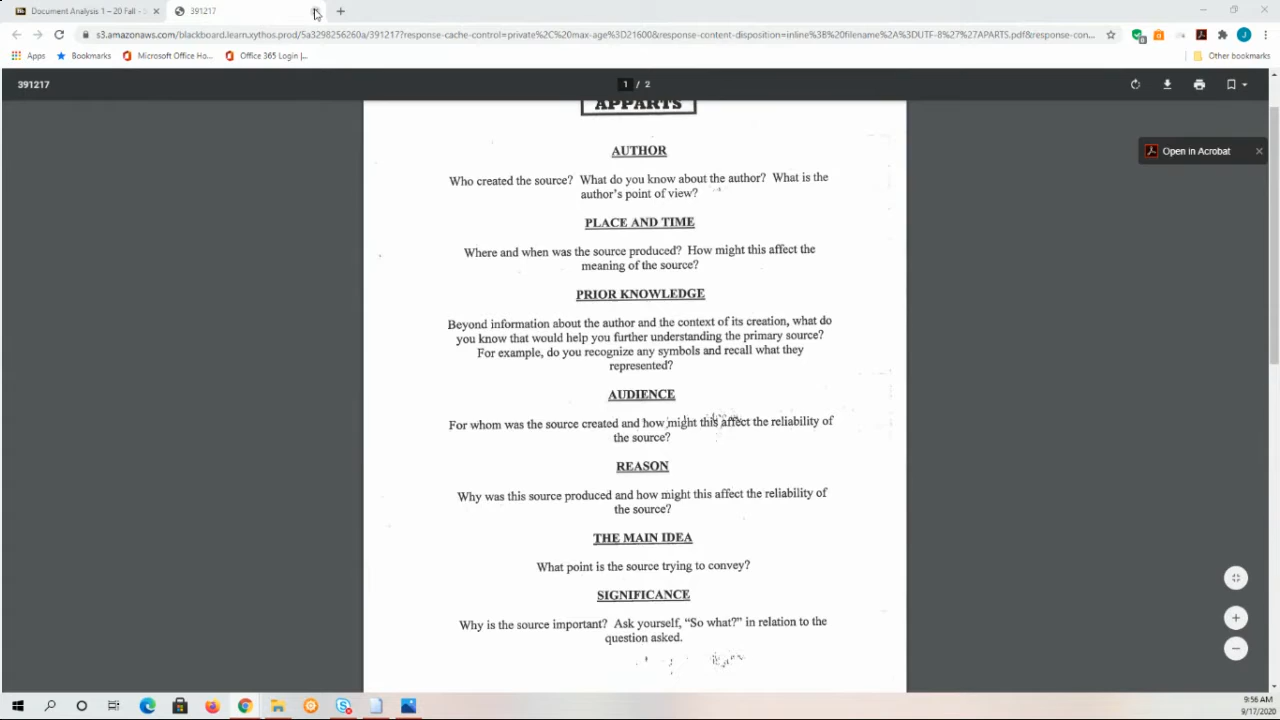 Document Analysis 1 – 20 Fall -
391217
s3.amazonaws.com/blackboard.learn.xythos.prod/5a3298256260a/391217?response-cache-control=private%2C%20max-age%3D21600&response-content-disposition=inline%3B%20filename%2A%3DUTF-8%27%27APARTS.pdf&response-con...
Apps
Bookmarks
Microsoft Office Ho...
Office 365 Login |...
Other bookmarks
391217
1 / 2
Open in Acrobat
APPARTS
AUTHOR
Who created the source? What do you know about the author? What is the
author's point of view?
PLACE AND TIME
Where and when was the source produced? How might this affect the
meaning of the source?
PRIOR KNOWLEDGE
Beyond information about the author and the context of its creation, what do
you know that would help you further understanding the primary source?
For example, do you recognize any symbols and recall what they
represented?
AUDIENCE
For whom was the source created and how might this affect the reliability of
the source?
REASON
Why was this source produced and how might this affect the reliability of
the source?
THE MAIN IDEA
What point is the source trying to convey?
SIGNIFICANCE
Why is the source important? Ask yourself, "So what?" in relation to the
question asked.
9:56 AM
9/17/2020